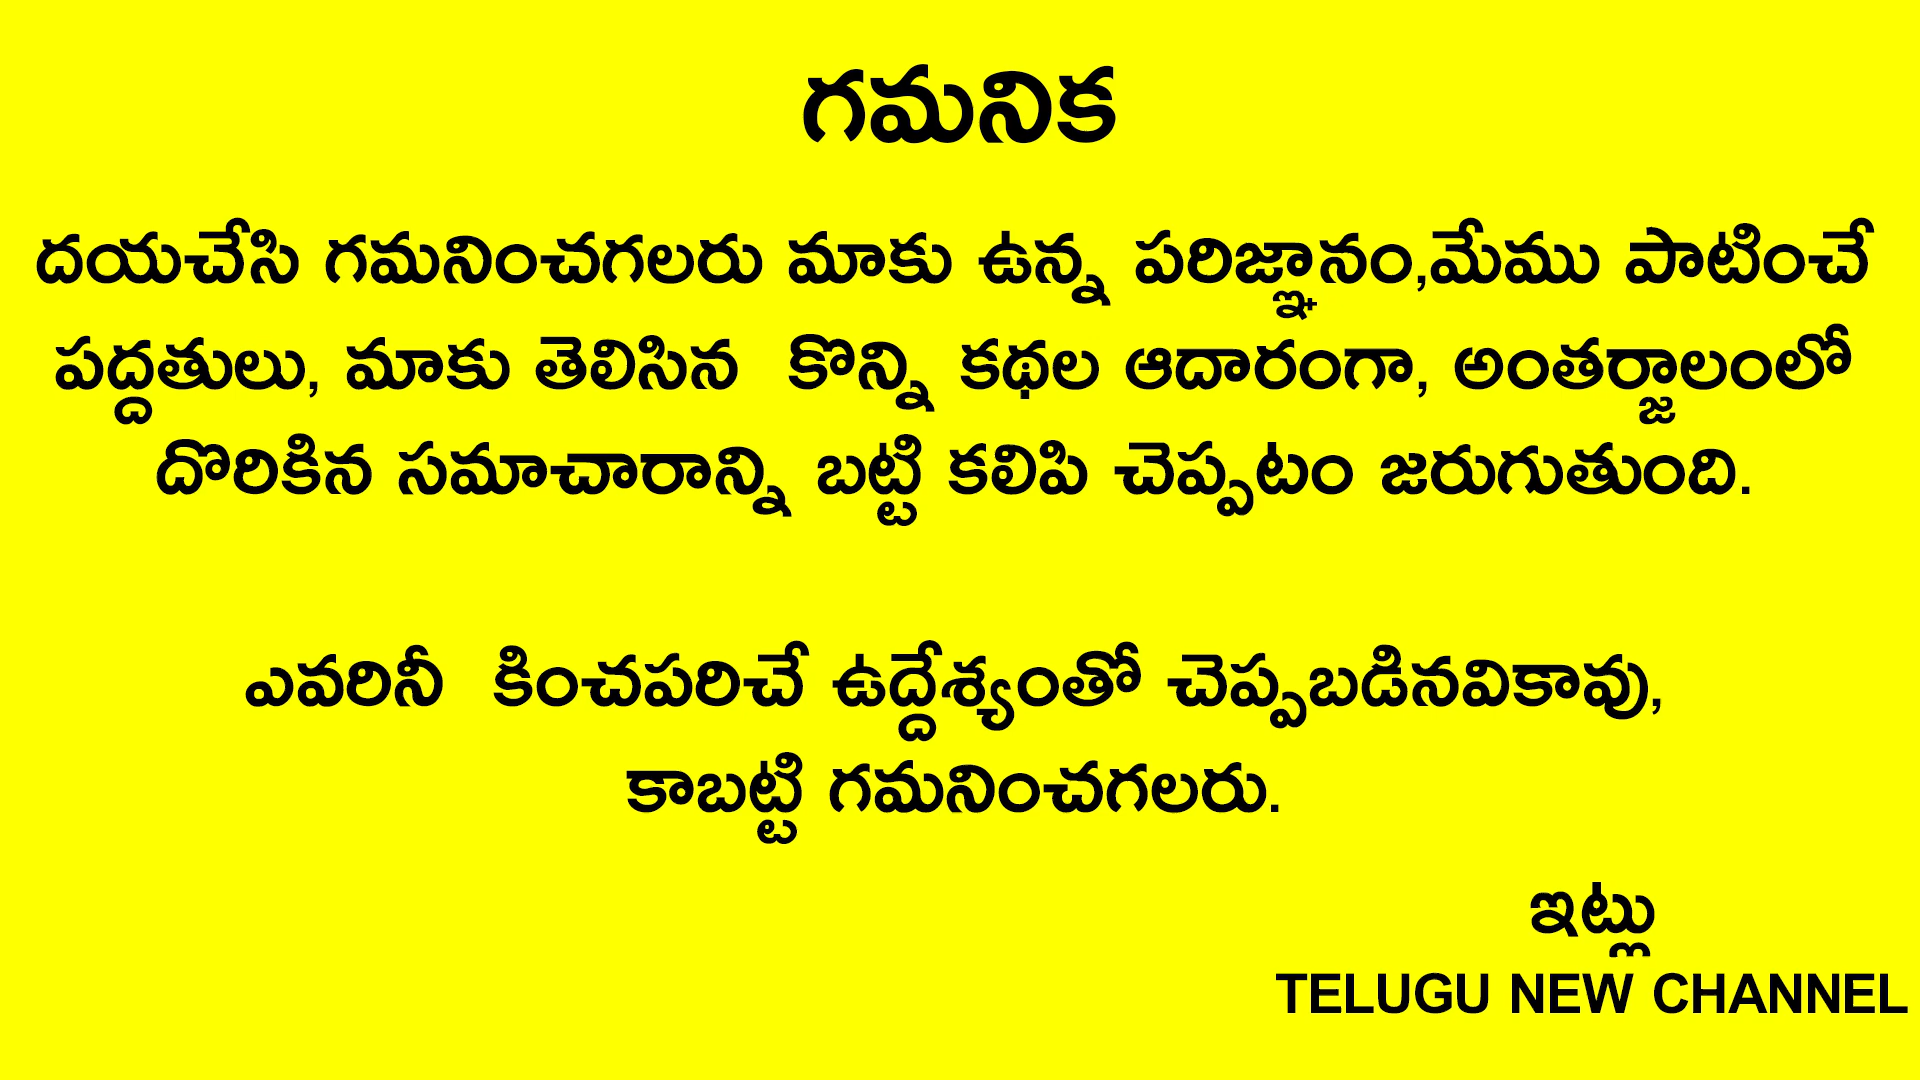 గమనిక
దయచేసి గమనించగలరు మాకు ఉన్న పరిజ్ఞానం,మేము పాటించే
పద్దతులు, మాకు తెలిసిన  కొన్ని కథల ఆదారంగా, అంతర్జాలంలో
దొరికిన సమాచారాన్ని బట్టి కలిపి చెప్పటం జరుగుతుంది.
ఎవరినీ  కించపరిచే ఉద్దేశ్యంతో చెప్పబడినవికావు,
కాబట్టి గమనించగలరు.
ఇట్లు
TELUGU NEW CHANNEL